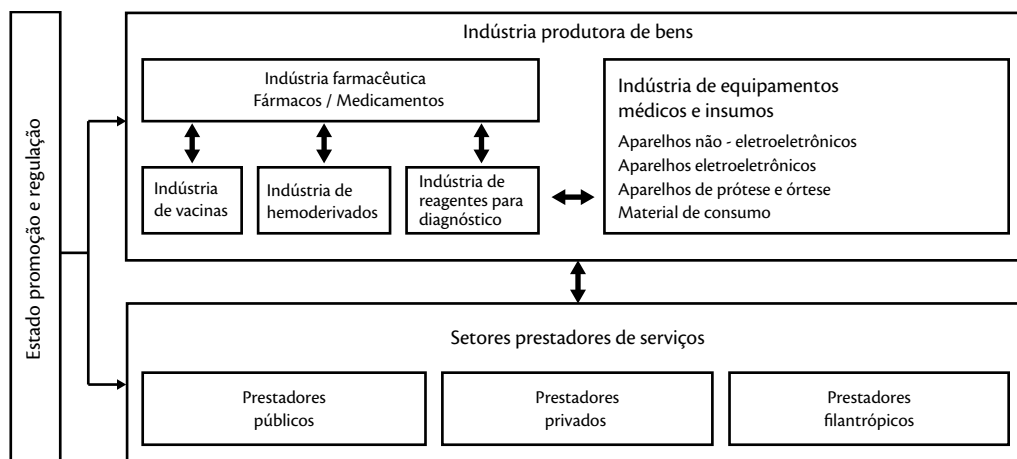 Estado promoção e regulação
Indústria produtora de bens
Indústria farmacêutica
Fármacos / Medicamentos
Indústria
de vacinas
Indústria de
hemoderivados
Indústria de
reagentes para
diagnóstico
Indústria de equipamentos
médicos e insumos
Aparelhos não - eletroeletrônicos
Aparelhos eletroeletrônicos
Aparelhos de prótese e órtese
Material de consumo
Setores prestadores de serviços
Prestadores
públicos
Prestadores
privados
Prestadores
filantrópicos